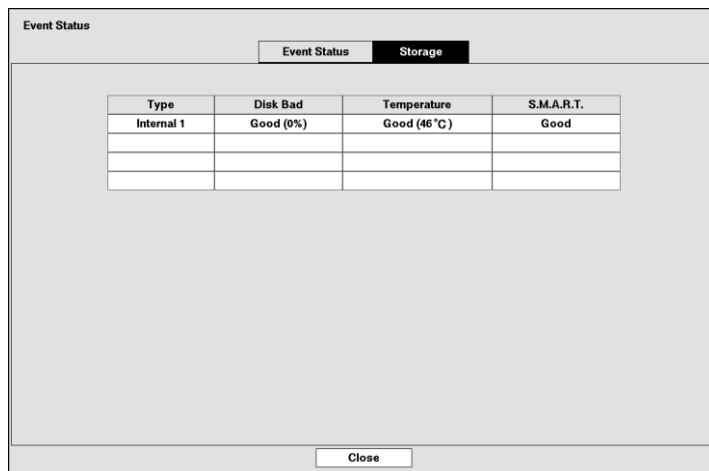 Event Status
Event Status Storage
Type Disk Bad Temperature S.M.A.R.T.
Internal 1 Good (0%) Good (46℃) Good
Close